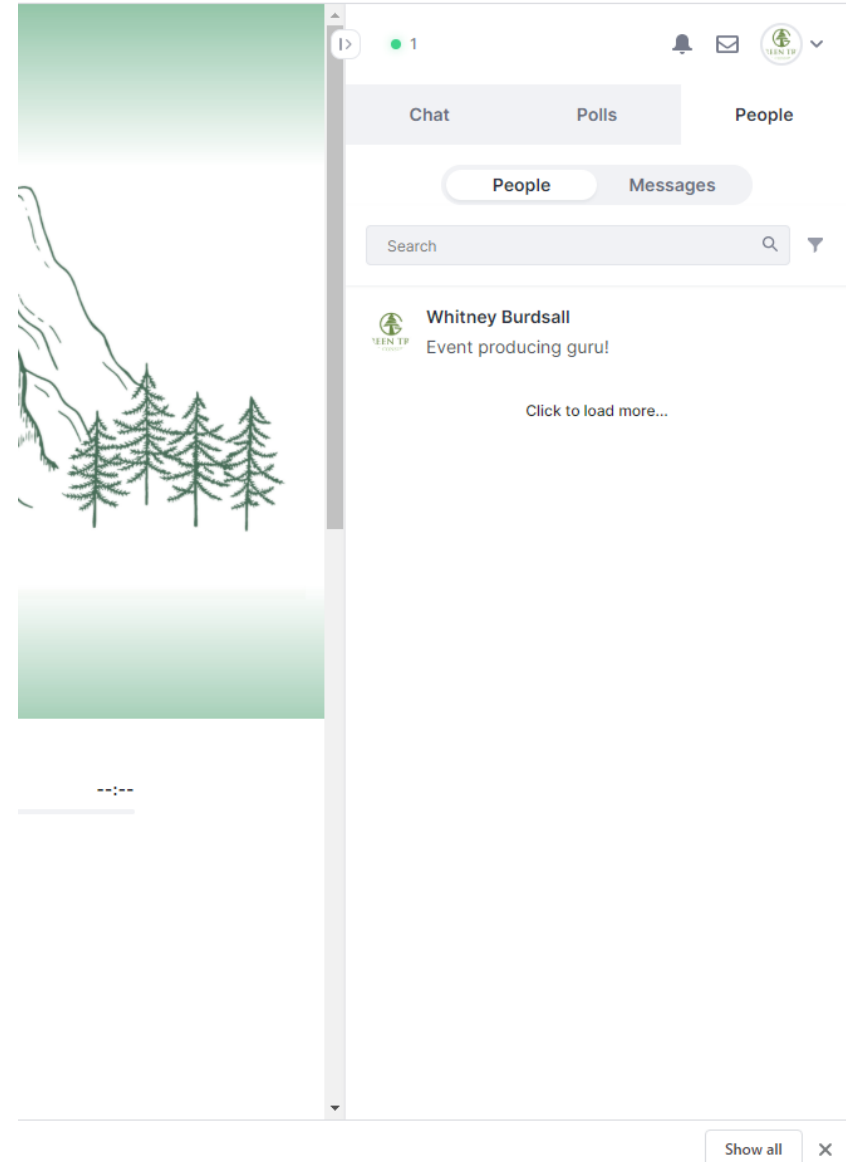 1
Chat
Polls
People
People
Messages
Search
Whitney Burdsall
Event producing guru!
Click to load more...
--:--
Show all